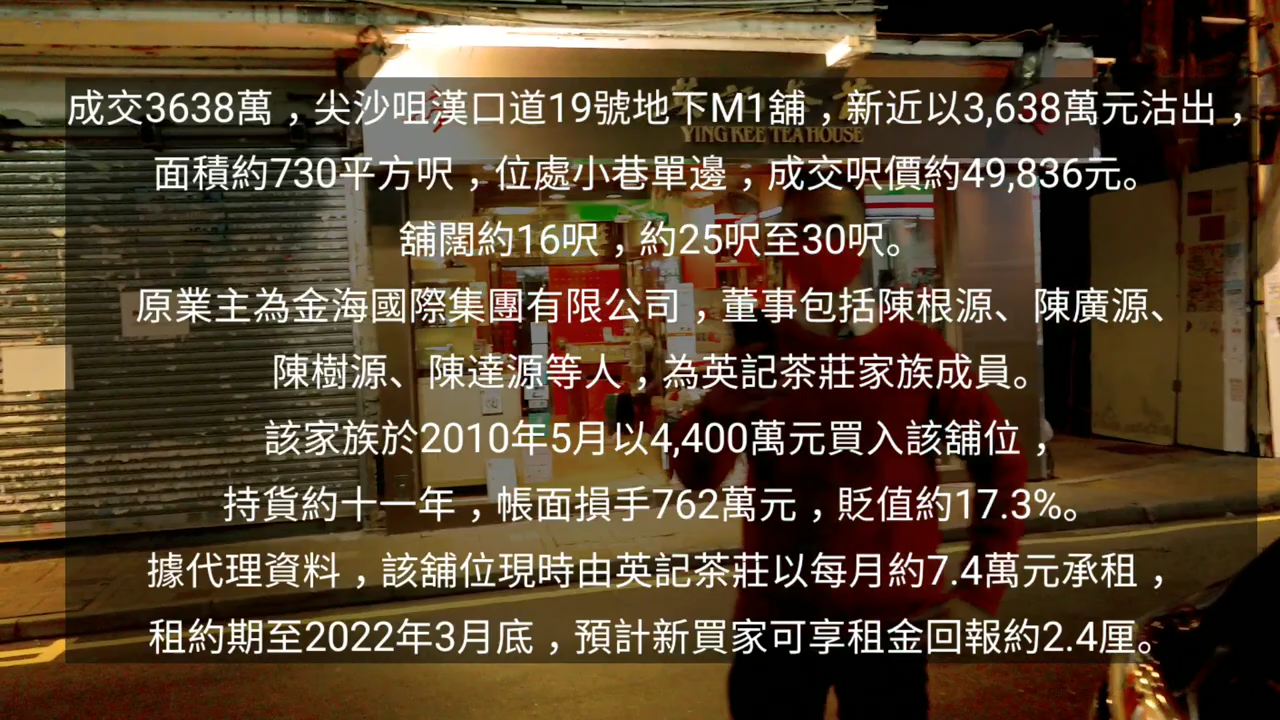 成交3638萬，尖沙咀漢口道19號地下M1舖，新近以3,638萬元沽出，
面積約730平方呎，位處小巷單邊，成交呎價約49,836元。
舖闊約16呎，約25呎至30呎。
原業主為金海國際集團有限公司，董事包括陳根源、陳廣源、
陳樹源、陳達源等人，為英記茶莊家族成員。
該家族於2010年5月以4,400萬元買入該舖位，
持貨約十一年，帳面損手762萬元，貶值約17.3%。
據代理資料，該舖位現時由英記茶莊以每月約7.4萬元承租，
租約期至2022年3月底，預計新買家可享租金回報約2.4厘。
YING KEE TEA HOUSE